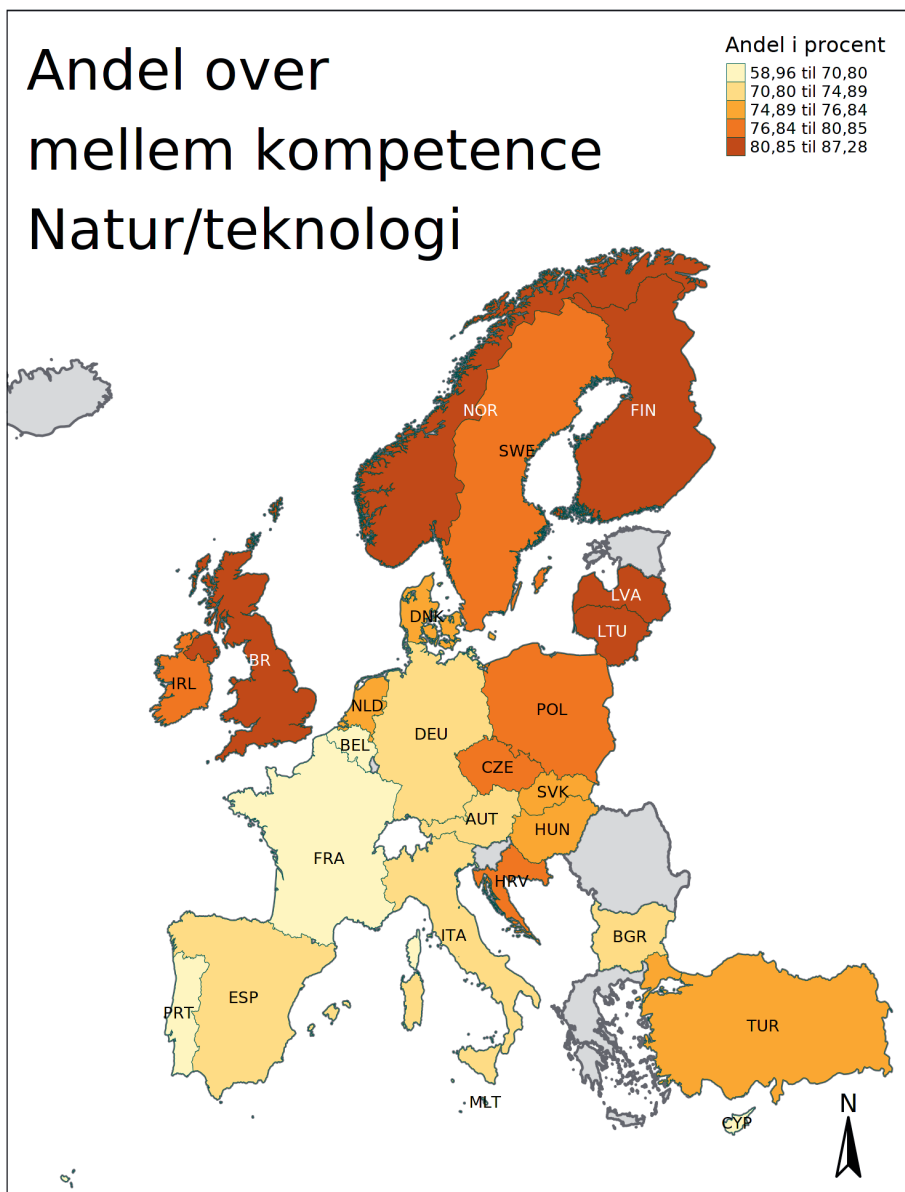 Andel over
mellem kompetence
Natur/teknologi
Andel i procent
58,96 til 70,80
70,80 til 74,89
74,89 til 76,84
76,84 til 80,85
80,85 til 87,28
NOR
FIN
SWE
LVA
DNK
LTU
GBR
IRL
NLD
POL
DEU
BEL
CZE
SVK
AUT
HUN
FRA
HRV
ITA
BGR
ESP
PRT
TUR
MLT
N
CYP